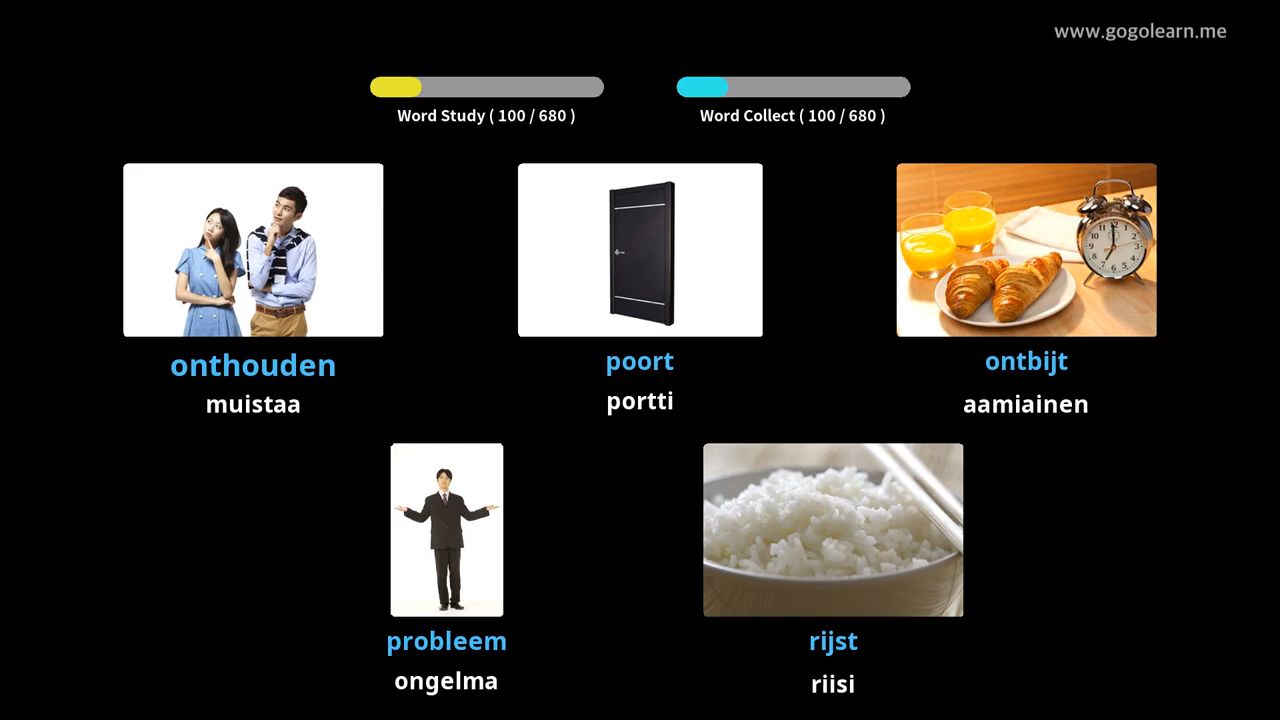 www.gogolearn.me
Word Study ( 100 / 680 )
Word Collect ( 100 / 680 )
onthouden
muistaa
poort
portti
ontbijt
aamiainen
probleem
ongelma
rijst
riisi